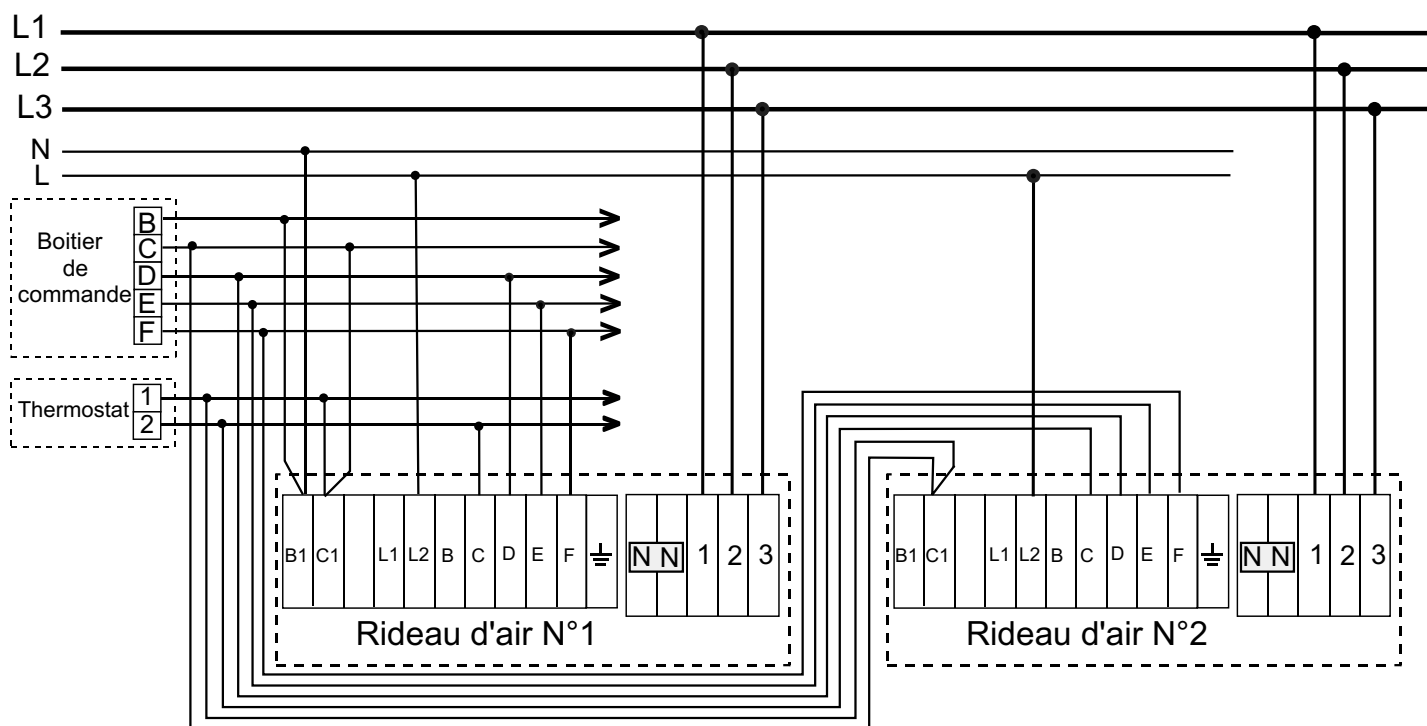 L1
L2
L3
N
L
Boitier
de
commande
B
C
D
E
F
Thermostat
1
2
B1 C1 L1 L2 B C D E F N N 1 2 3
Rideau d'air N°1
B1 C1 L1 L2 B C D E F N N 1 2 3
Rideau d'air N°2